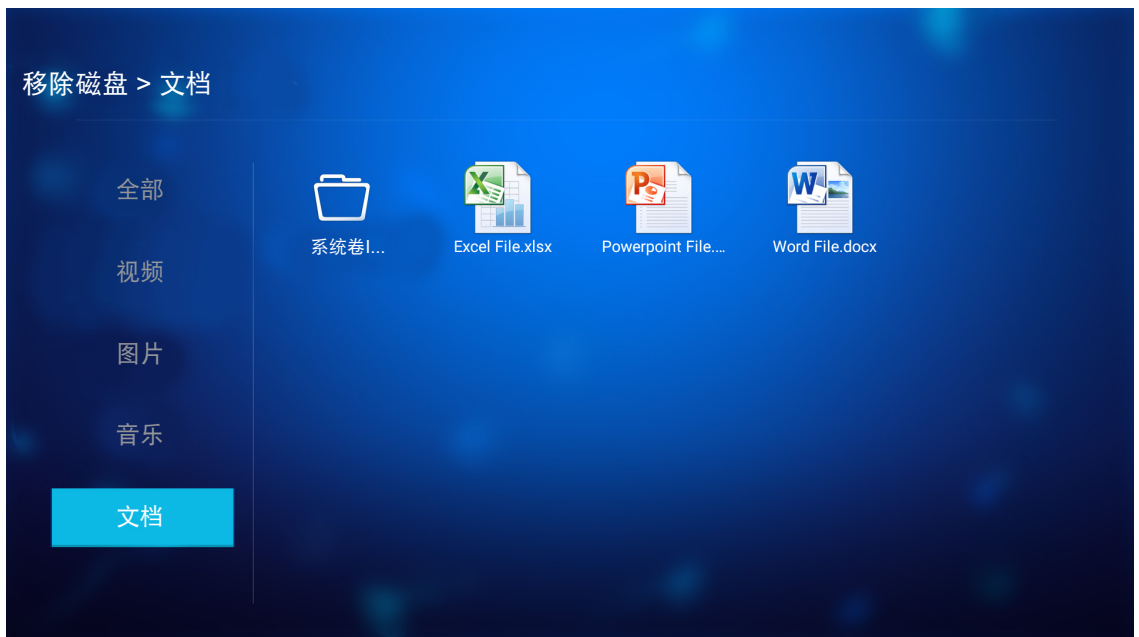 移除磁盘 > 文档
全部
视频
图片
音乐
文档
系统卷I...
Excel File.xlsx
Powerpoint File....
Word File.docx